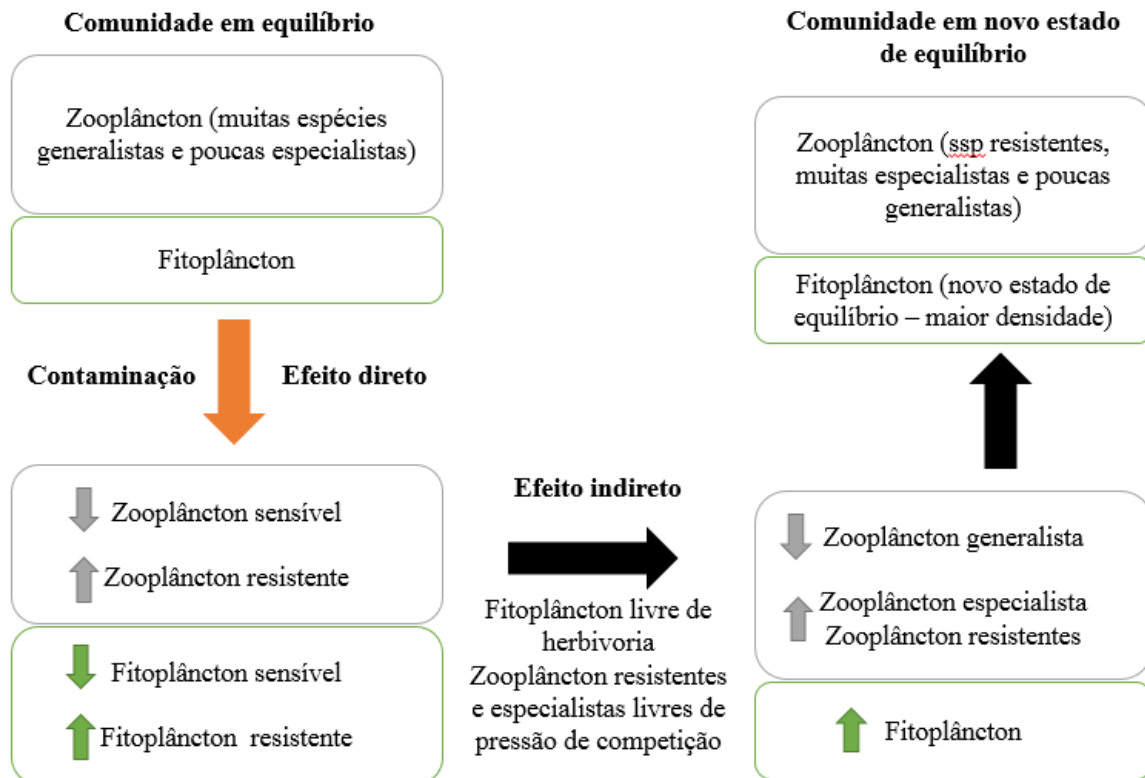 Comunidade em equilíbrio
Zooplâncton (muitas espécies
generalistas e poucas especialistas)
Fitoplâncton
Contaminação
Efeito direto
Zooplâncton sensível
Zooplâncton resistente
Fitoplâncton sensível
Fitoplâncton resistente
Efeito indireto
Fitoplâncton livre de
herbivoria
Zooplâncton resistentes
e especialistas livres de
pressão de competição
Zooplâncton generalista
Zooplâncton especialista
Zooplâncton resistentes
Fitoplâncton
Comunidade em novo estado
de equilíbrio
Zooplâncton (ssp resistentes,
muitas especialistas e poucas
generalistas)
Fitoplâncton (novo estado de
equilíbrio – maior densidade)